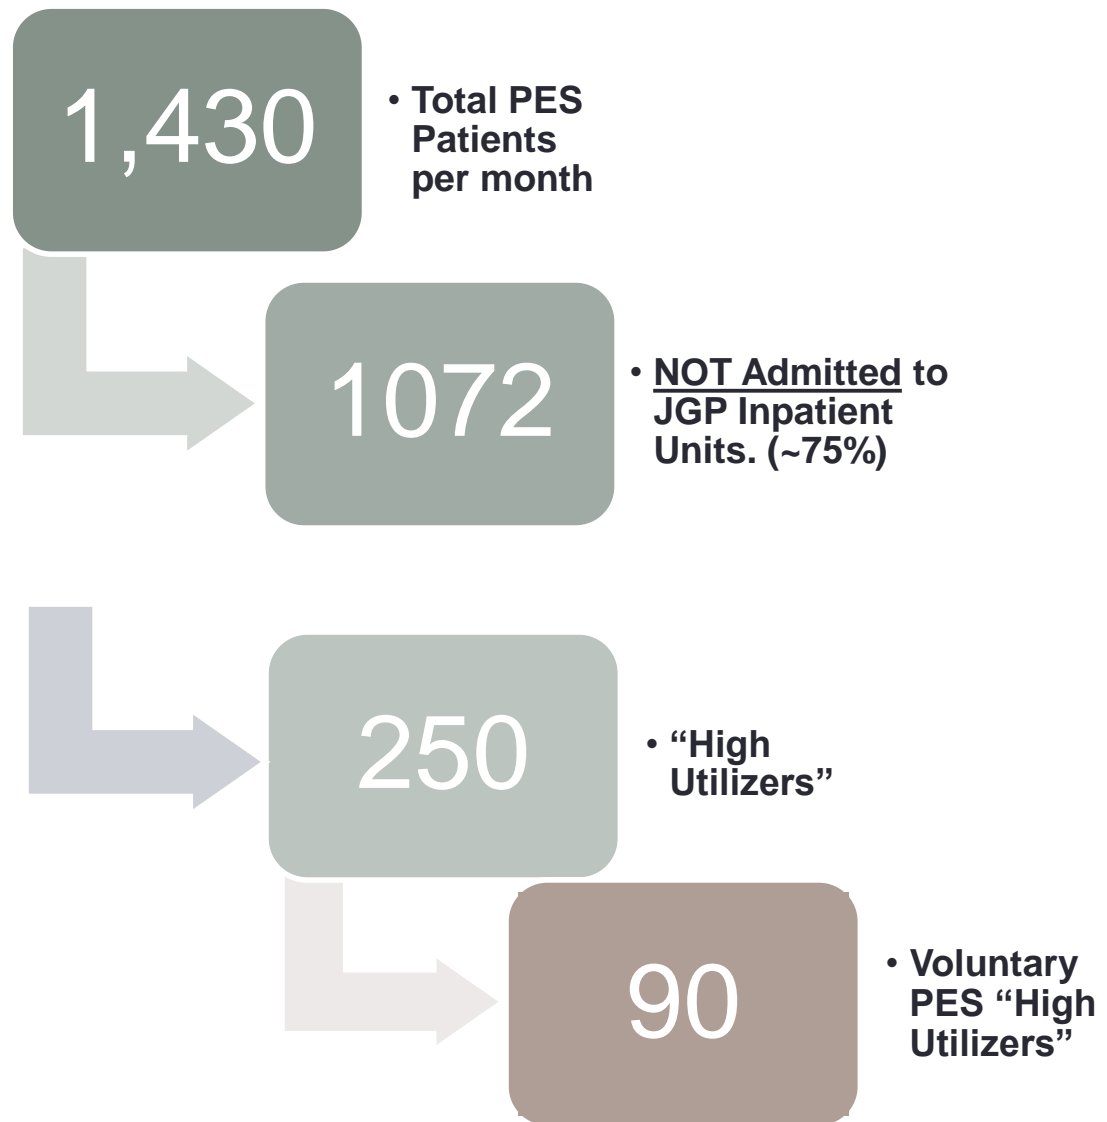 1,430
• Total PES
Patients
per month
1072
• NOT Admitted to
JGP Inpatient
Units. (~75%)
250
• “High
Utilizers”
90
• Voluntary
PES “High
Utilizers”